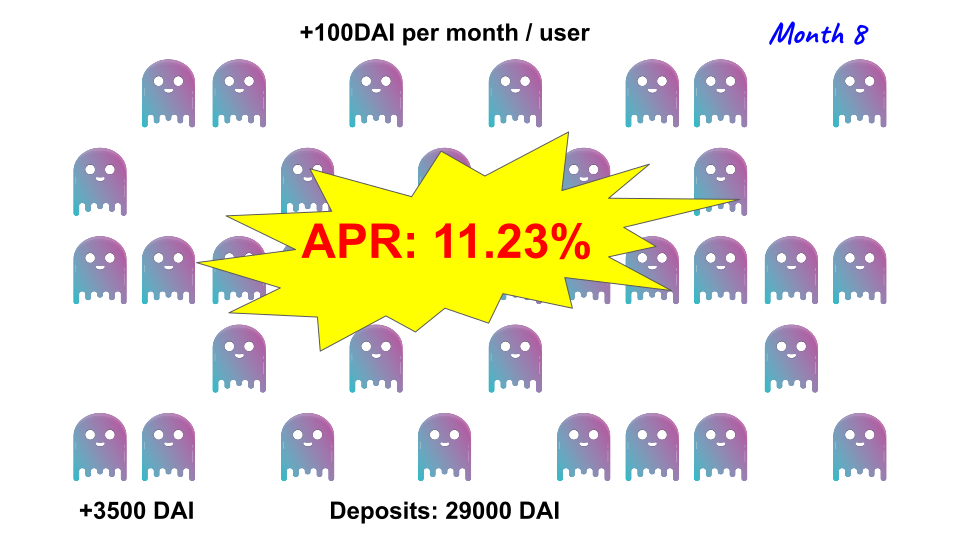 +100DAI per month / user
Month 8
APR: 11.23%
+3500 DAI
Deposits: 29000 DAI